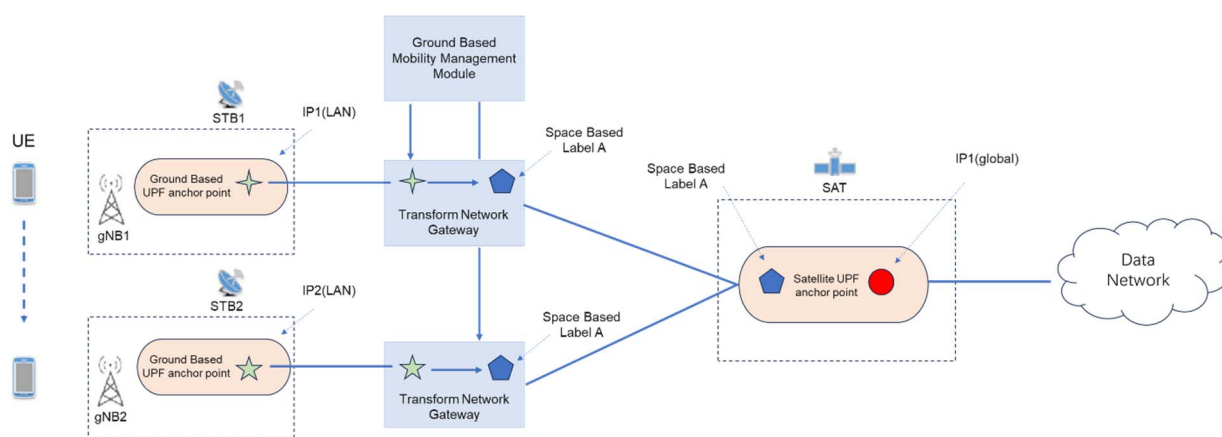 Ground Based
Mobility Management
Module
UE
STB1
IP1(LAN)
Ground Based
UPF anchor point
gNB1
Space Based
Label A
Transform Network
Gateway
STB2
IP2(LAN)
Ground Based
UPF anchor point
gNB2
Space Based
Label A
Transform Network
Gateway
Space Based
Label A
SAT
IP1(global)
Satellite UPF
anchor point
Data
Network